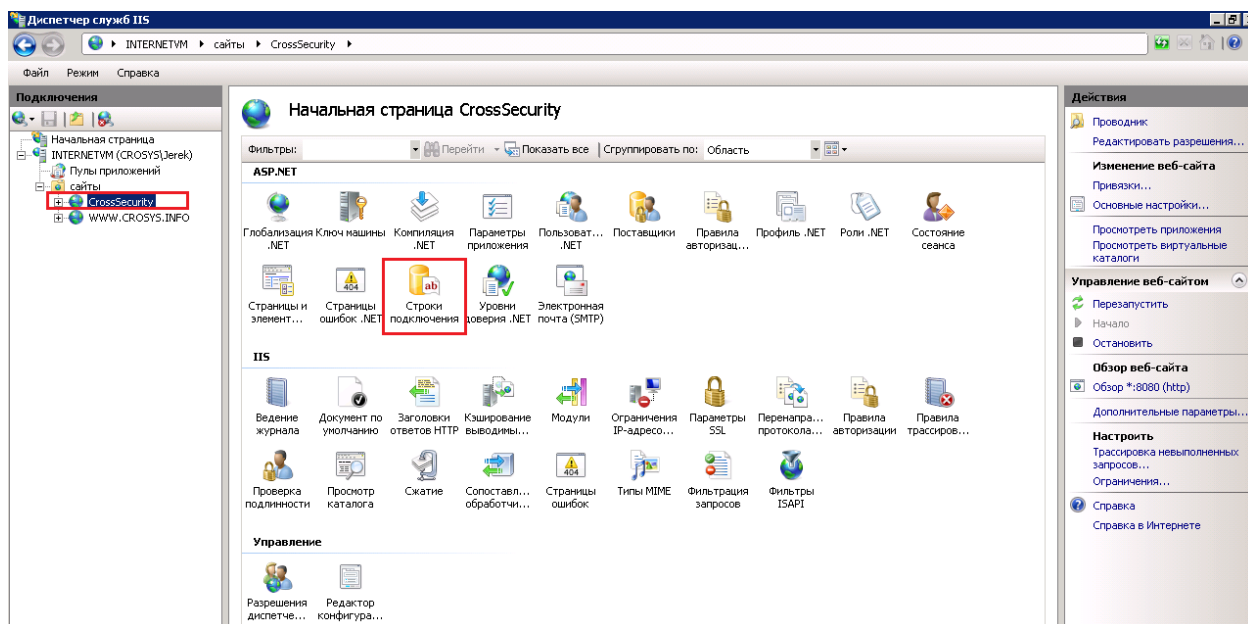 Диспетчер служб IIS
INTERNETVM
сайты
CrossSecurity
Файл
Режим
Справка
Подключения
Начальная страница
INTERNETVM (CROSYS\Jerek)
Пулы приложений
сайты
CrossSecurity
WWW.CROSYS.INFO
Начальная страница CrossSecurity
Фильтры:
Перейти
Показать все
Сгруппировать по:
Область
ASP.NET
Глобализация
.NET
Ключ машины
Компиляция
.NET
Параметры
приложения
Пользоват...
.NET
Поставщики
Правила
авторизац...
Профиль .NET
Роли .NET
Состояние
сеанса
Страницы и
элемент...
Страницы
ошибок .NET
404
Строки
подключения
ab
Уровни
доверия .NET
Электронная
почта (SMTP)
IIS
Ведение
журнала
Документ по
умолчанию
Заголовки
ответов HTTP
Кэширование
выводимы...
Модули
Ограничения
IP-адресо...
Параметры
SSL
Перенапра...
протокола...
Правила
авторизации
Правила
трассиров...
Проверка
подлинности
Просмотр
каталога
Сжатие
Сопоставл...
обработчи...
404
Страницы
ошибок
Типы MIME
Фильтрация
запросов
Фильтры
ISAPI
Управление
Разрешения
диспетче...
Редактор
конфигура...
Действия
Проводник
Редактировать разрешения...
Изменение веб-сайта
Привязки...
Основные настройки...
Просмотреть приложения
Просмотреть виртуальные
каталоги
Управление веб-сайтом
Перезапустить
Начало
Остановить
Обзор веб-сайта
Обзор *:8080 (http)
Дополнительные параметры...
Настроить
Трассировка невыполненных
запросов...
Ограничения...
Справка
Справка в Интернете